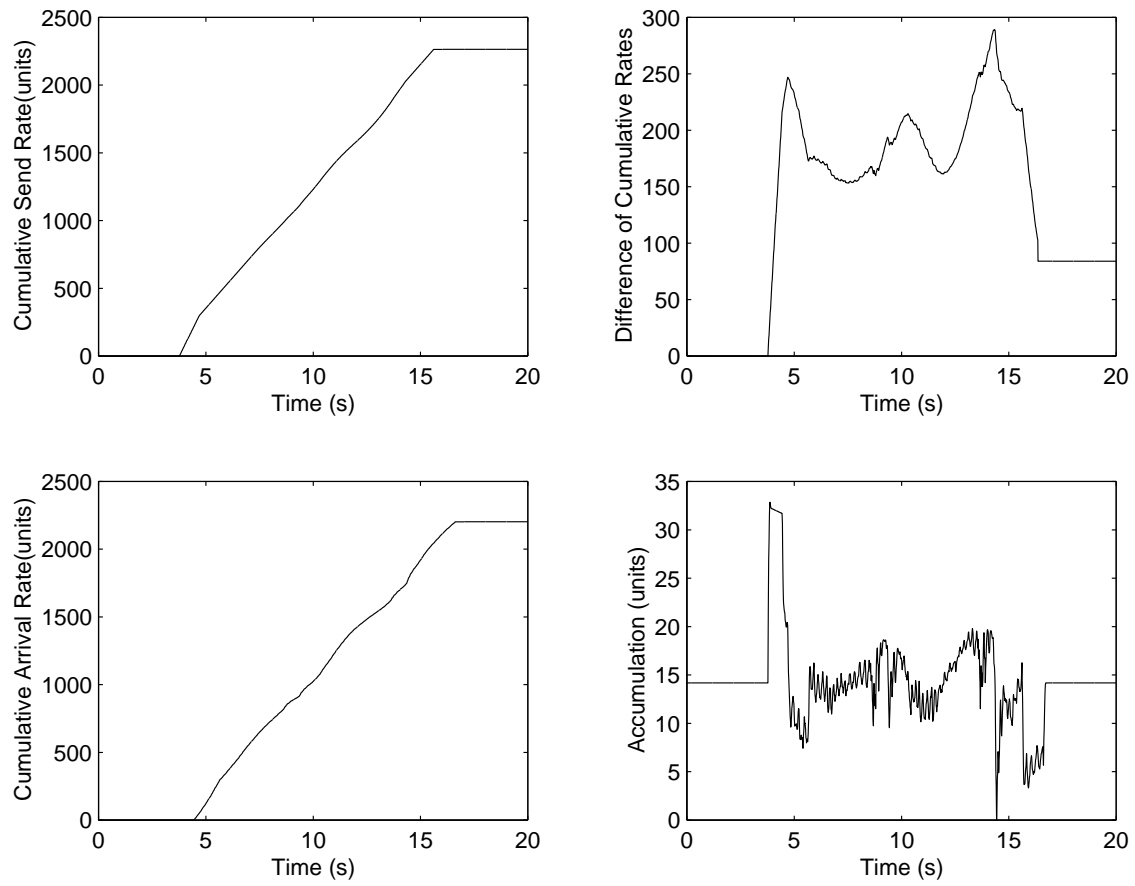 2500
2000
1500
1000
500
0
Cumulative Send Rate(units)
0 5 10 15 20
Time (s)
300
250
200
150
100
50
0
Difference of Cumulative Rates
0 5 10 15 20
Time (s)
2500
2000
1500
1000
500
0
Cumulative Arrival Rate(units)
0 5 10 15 20
Time (s)
35
30
25
20
15
10
5
0
Accumulation (units)
0 5 10 15 20
Time (s)